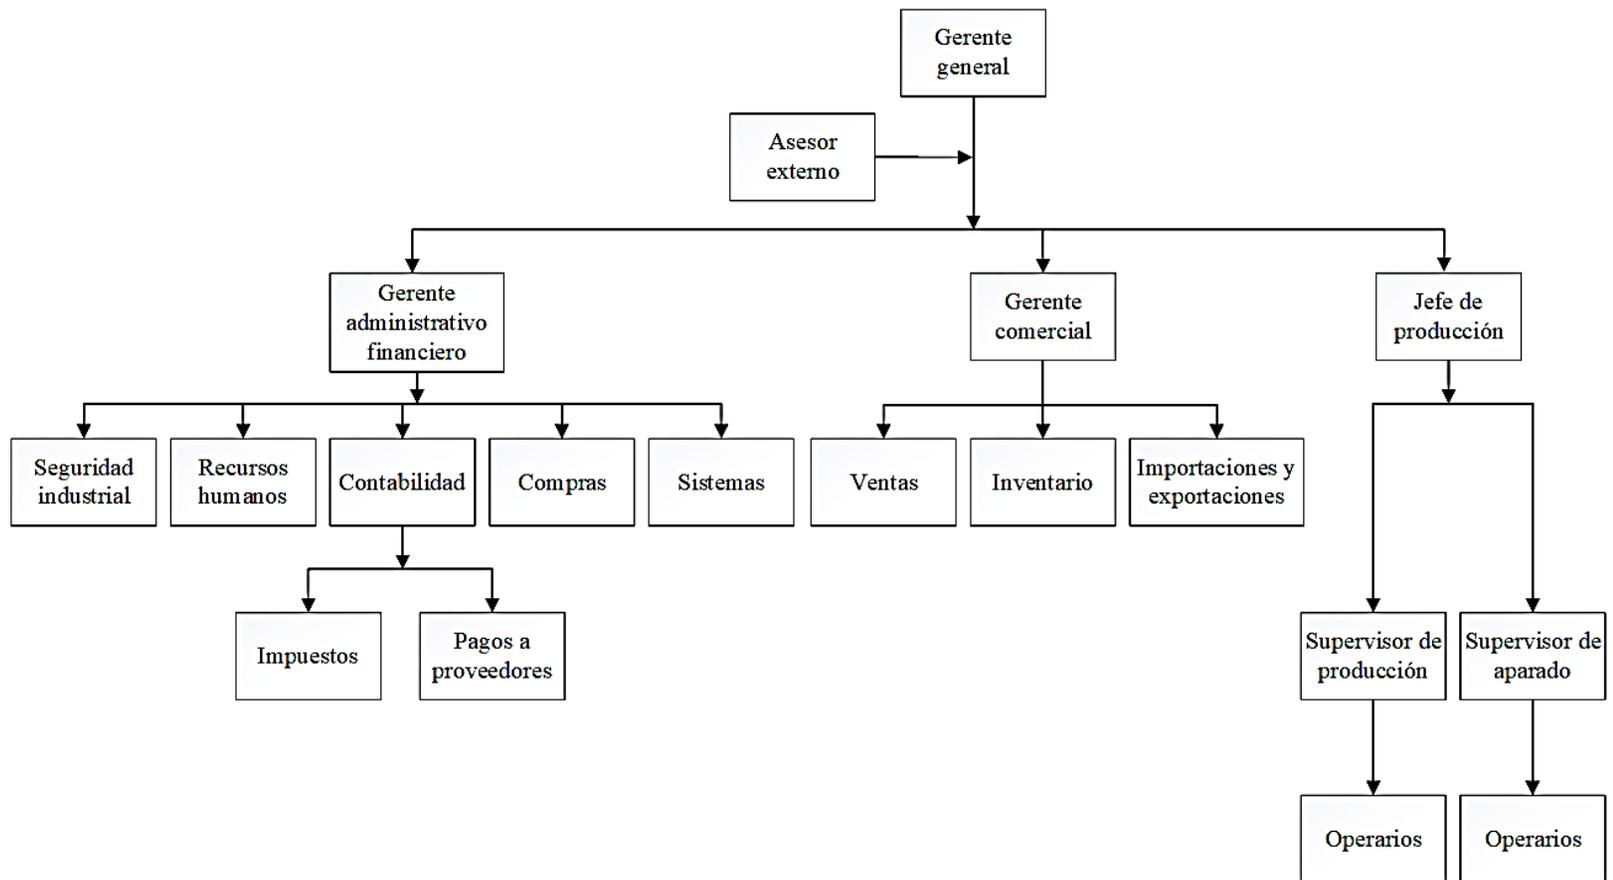 Gerente
general
Asesor
externo
Gerente
administrativo
financiero
Gerente
comercial
Jefe de
producción
Seguridad
industrial
Recursos
humanos
Contabilidad
Compras
Sistemas
Ventas
Inventario
Importaciones y
exportaciones
Impuestos
Pagos a
proveedores
Supervisor de
producción
Supervisor de
aparado
Operarios
Operarios